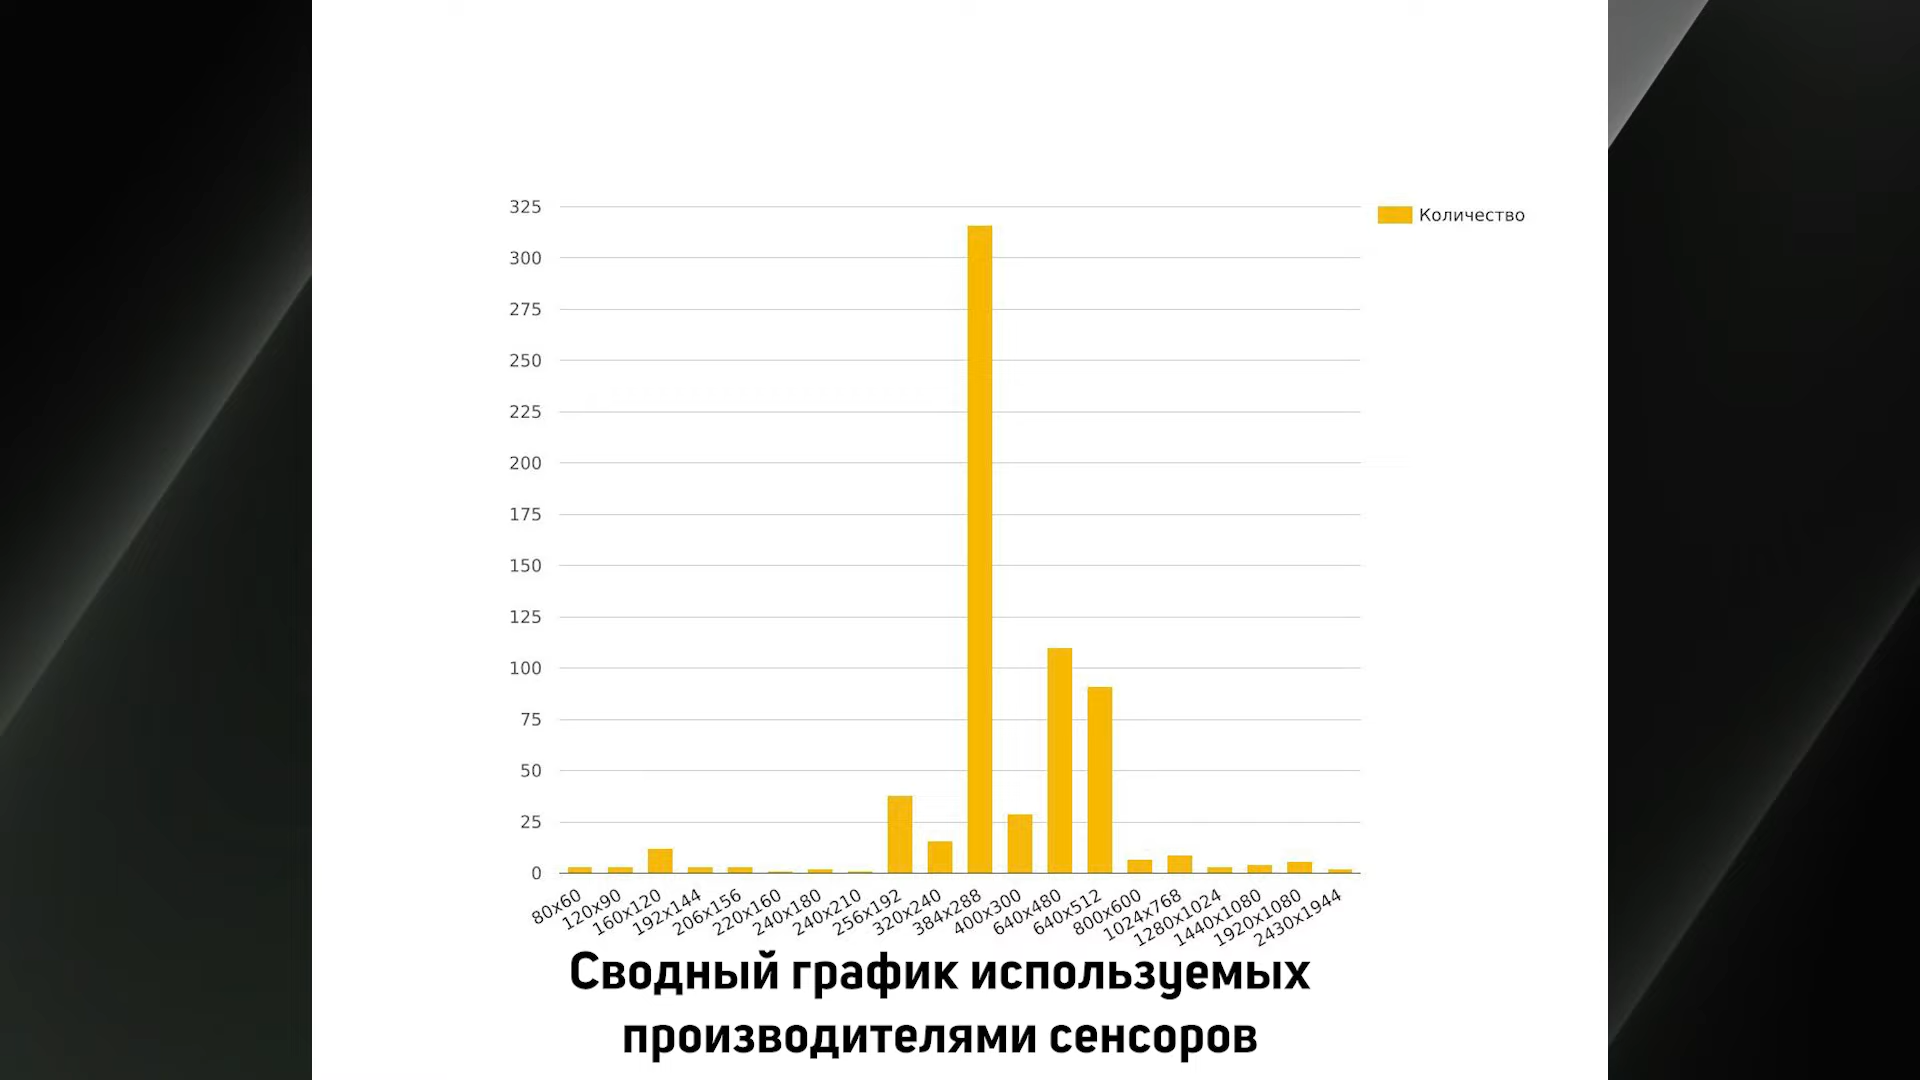 325
Количество
300
275
250
225
200
175
150
125
100
75
50
25
0
80x60
120x90
160x120
192x144
206x156
220x160
240x180
240x210
256x192
320x240
384x288
400x300
640x480
640x512
800x600
1024x768
1280x1024
1440x1080
1920x1080
2430x1944
Сводный график используемых
производителями сенсоров